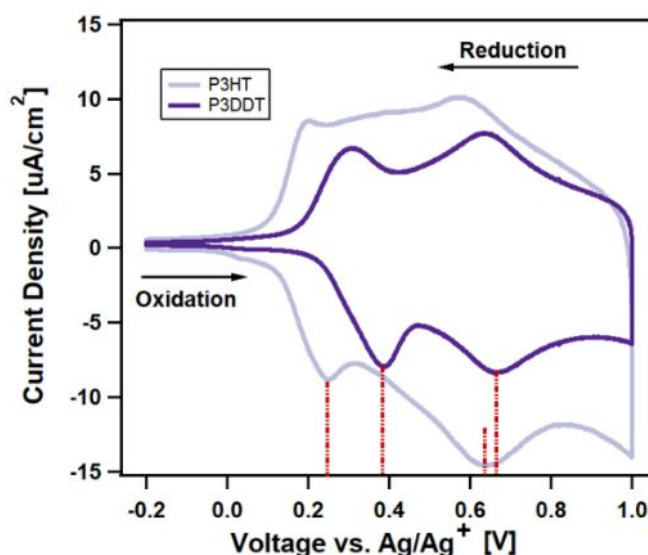 15
10
5
0
-5
-10
-15
Current Density [uA/cm²]
Reduction
P3HT
P3DDT
Oxidation
-0.2 0.0 0.2 0.4 0.6 0.8 1.0
Voltage vs. Ag/Ag⁺ [V]